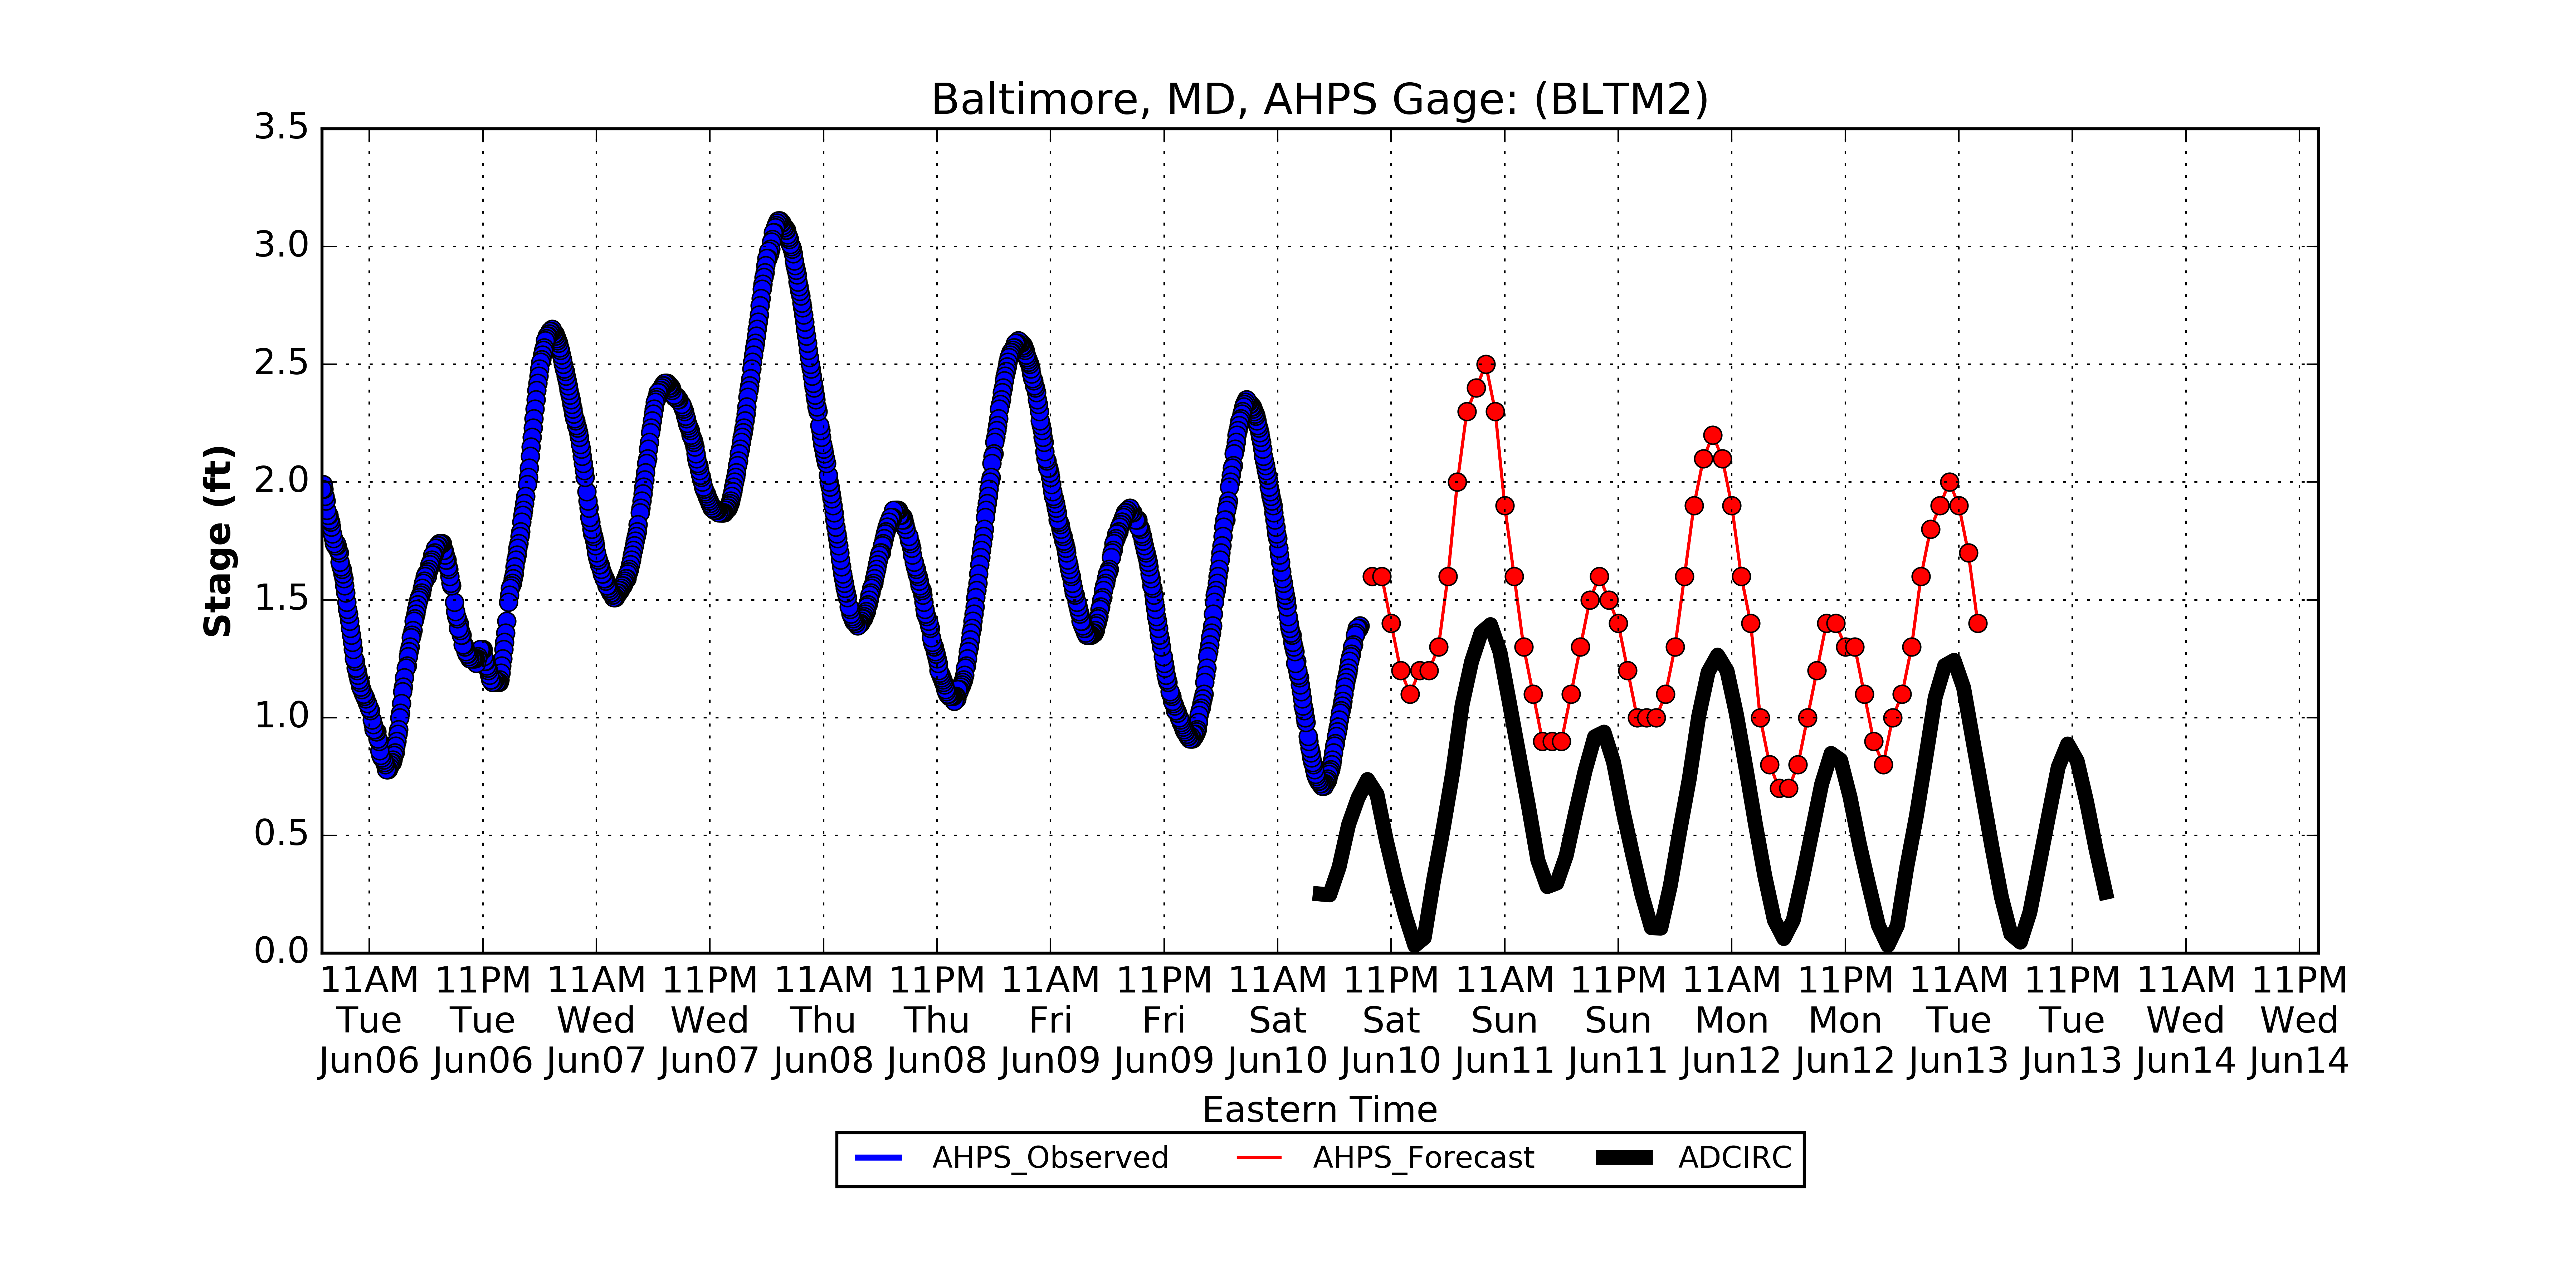 Baltimore, MD, AHPS Gage: (BLTM2)
Stage (ft)
3.5
3.0
2.5
2.0
1.5
1.0
0.5
0.0
11AM 11PM 11AM 11PM 11AM 11PM 11AM 11PM 11AM 11PM 11AM 11PM 11AM 11PM 11AM 11PM 11AM 11PM
Tue Tue Wed Wed Thu Thu Fri Fri Sat Sat Sun Sun Mon Mon Tue Tue Wed Wed
Jun06 Jun06 Jun07 Jun07 Jun08 Jun08 Jun09 Jun09 Jun10 Jun10 Jun11 Jun11 Jun12 Jun12 Jun13 Jun13 Jun14 Jun14
Eastern Time
AHPS_Observed AHPS_Forecast ADCIRC